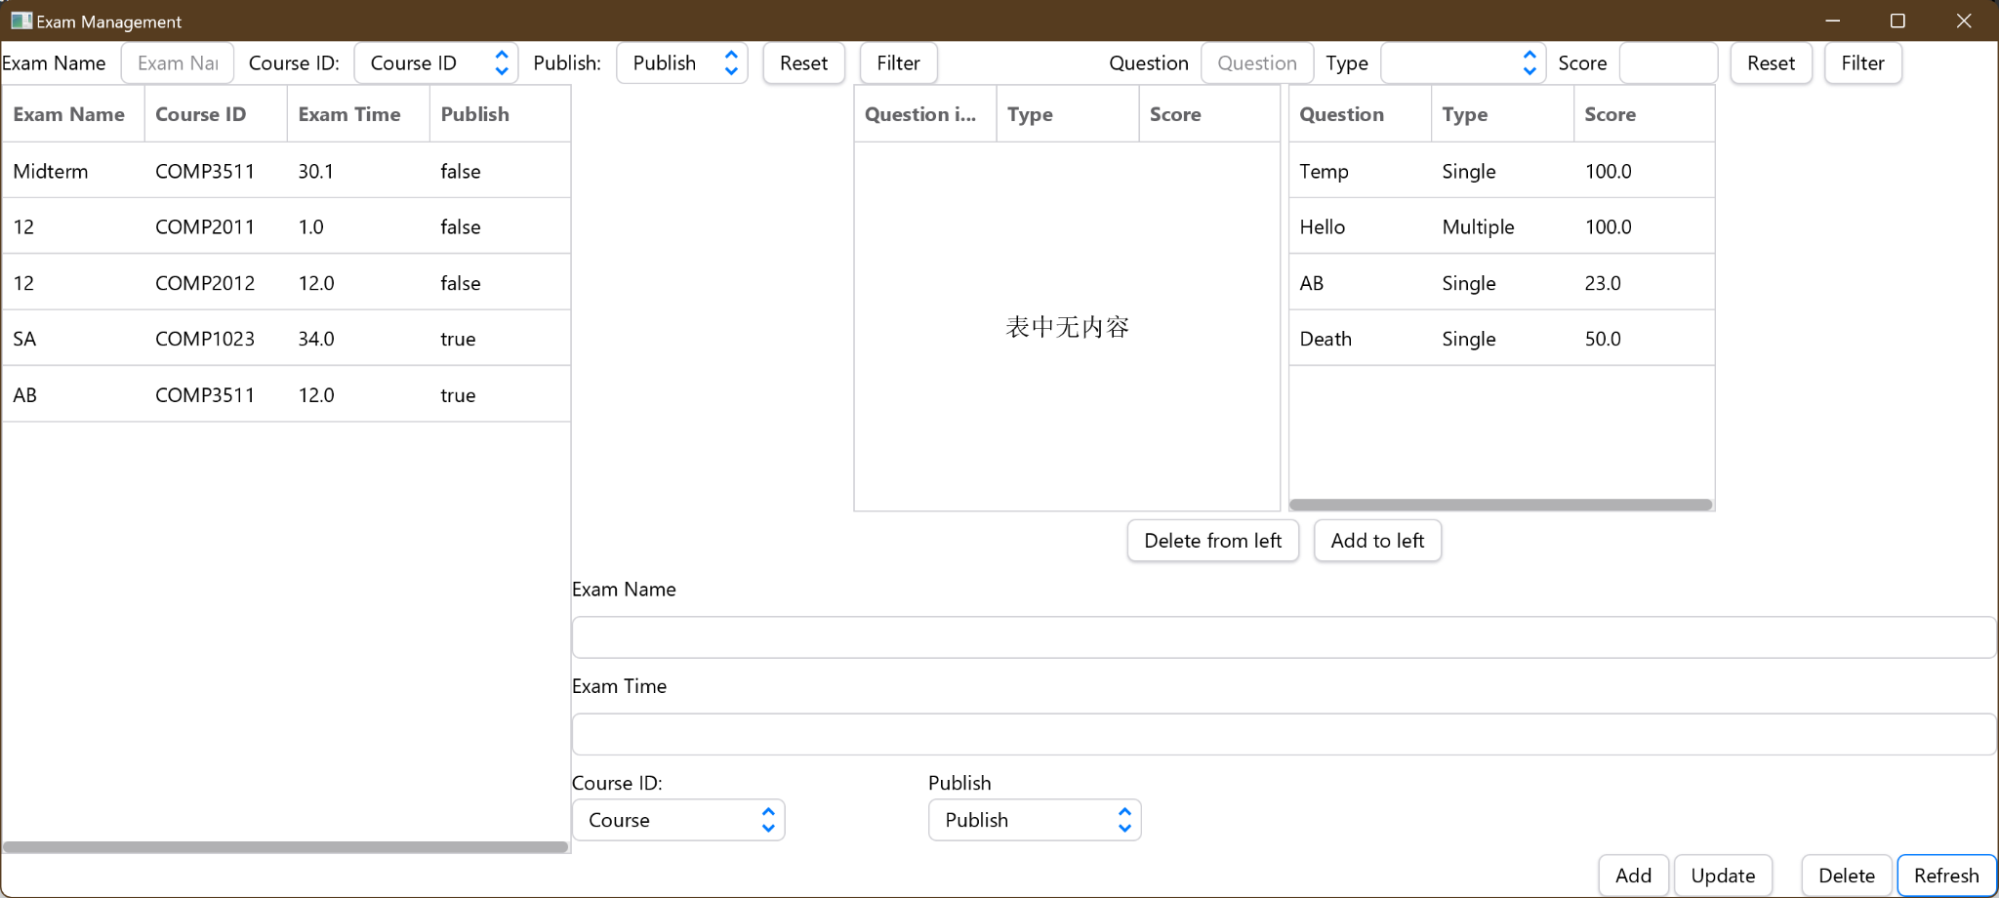 Exam Management
Exam Name Exam Nar Course ID: Course ID Publish: Publish Reset Filter Question Question Type Score Reset Filter
Exam Name Course ID Exam Time Publish
Midterm COMP3511 30.1 false
12 COMP2011 1.0 false
12 COMP2012 12.0 false
SA COMP1023 34.0 true
AB COMP3511 12.0 true
Question i... Type Score
表中无内容
Question Type Score
Temp Single 100.0
Hello Multiple 100.0
AB Single 23.0
Death Single 50.0
Delete from left Add to left
Exam Name
Exam Time
Course ID: Publish
Course Publish
Add Update Delete Refresh